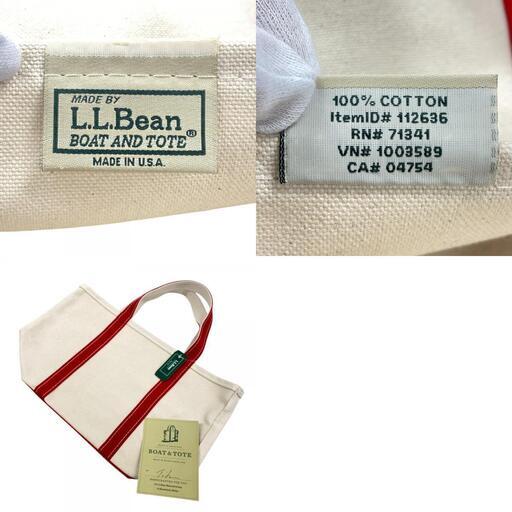 MADE BY
L.L.Bean®
BOAT AND TOTE
MADE IN U.S.A.
100% COTTON
ItemID# 112636
RN# 71341
VN# 1003589
CA# 04754
L.L.Bean
BOAT & TOTE